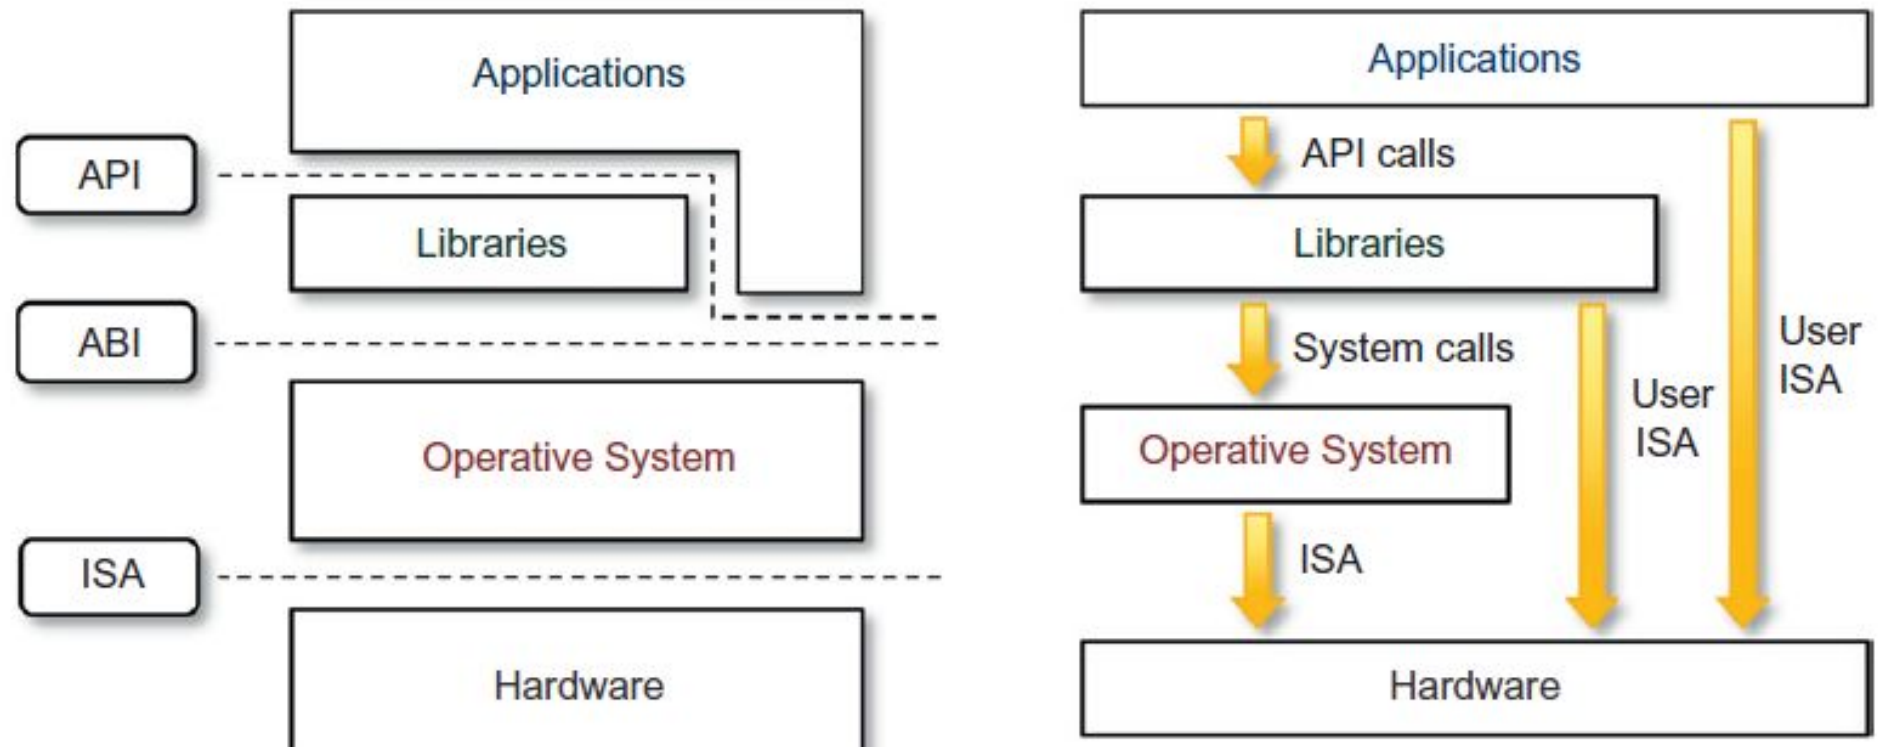 Applications
API
Libraries
ABI
Operative System
ISA
Hardware
Applications
API calls
Libraries
System calls
User
ISA
User
ISA
Operative System
ISA
Hardware